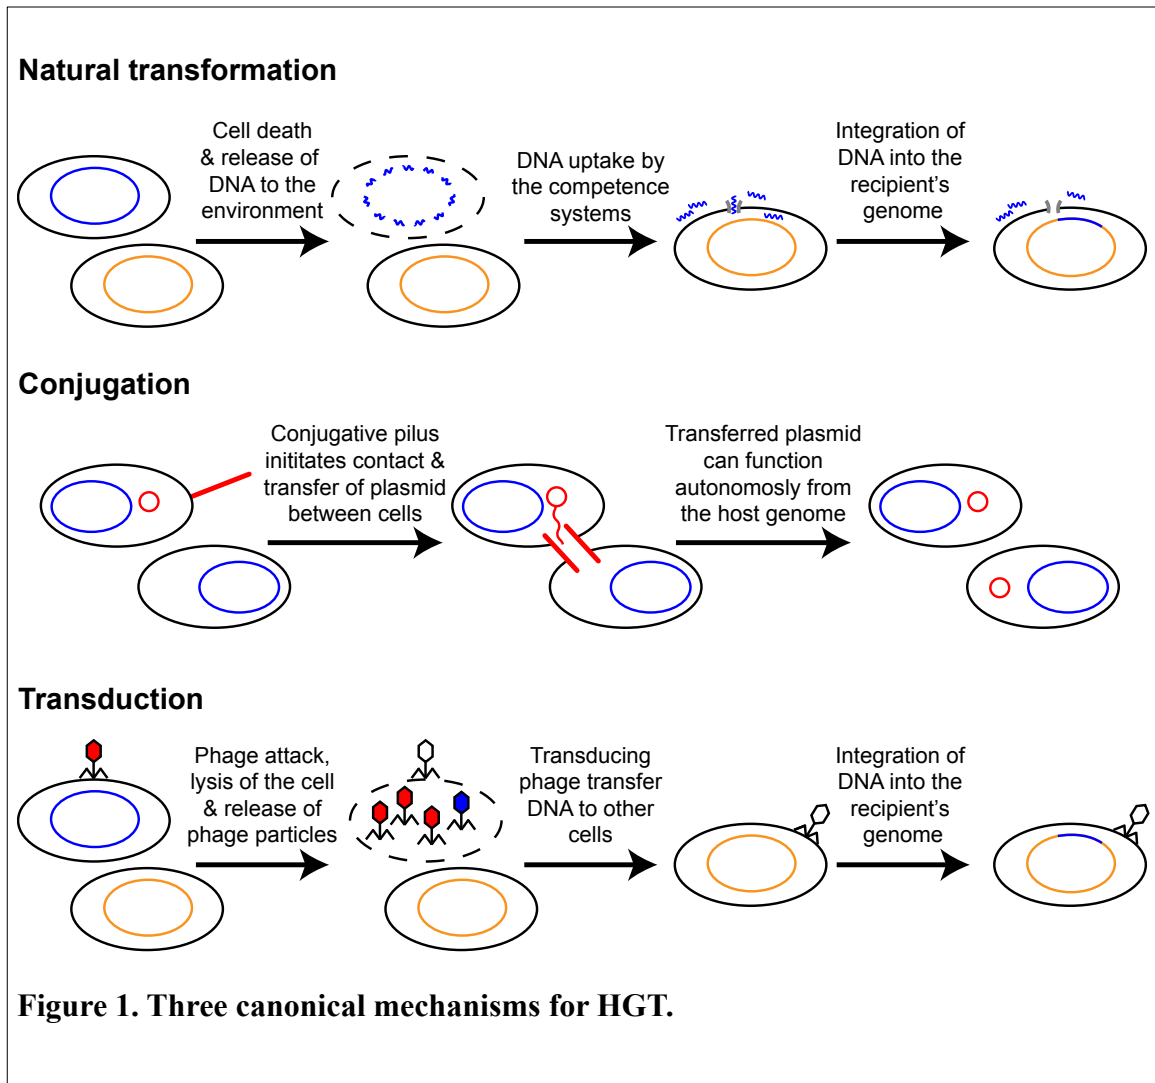 Natural transformation
Cell death
& release of
DNA to the
environment
DNA uptake by
the competence
systems
Integration of
DNA into the
recipient's
genome
Conjugation
Conjugative pilus
inititates contact &
transfer of plasmid
between cells
Transferred plasmid
can function
autonomosly from
the host genome
Transduction
Phage attack,
lysis of the cell
& release of
phage particles
Transducing
phage transfer
DNA to other
cells
Integration of
DNA into the
recipient's
genome
Figure 1. Three canonical mechanisms for HGT.